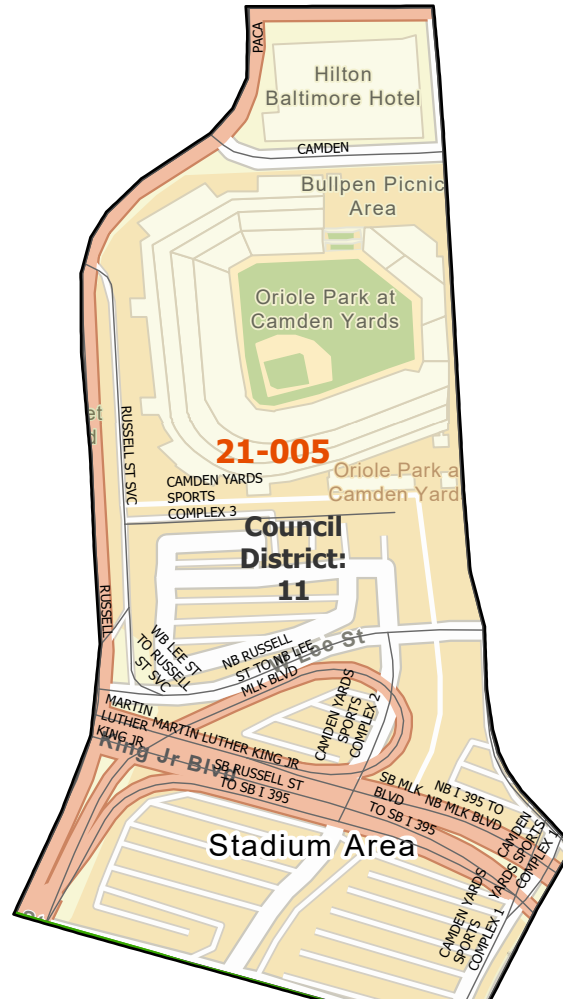 PACA
Hilton
Baltimore Hotel
CAMDEN
Bullpen Picnic
Area
Oriole Park at
Camden Yards
et
RUSSELL ST SVC
21-005
CAMDEN YARDS
SPORTS
COMPLEX 3
Oriole Park a
Camden Yard
Council
District:
11
RUSSELL
WB LEE ST
TO RUSSELL
ST SVC
NB RUSSELL
ST TO NB LEE
MLK BLVD
W Lee St
CAMDEN YARDS
SPORTS
COMPLEX 2
MARTIN
LUTHER
KING JR
MARTIN LUTHER KING JR
King Jr Blvd
SB RUSSELL ST
TO SB I 395
SB MLK
BLVD
TO SB I 395
NB I 395 TO
NB MLK BLVD
Stadium Area
CAMDEN
YARDS SPORTS
COMPLEX 1
CAMDEN YARDS
SPORTS
COMPLEX 1